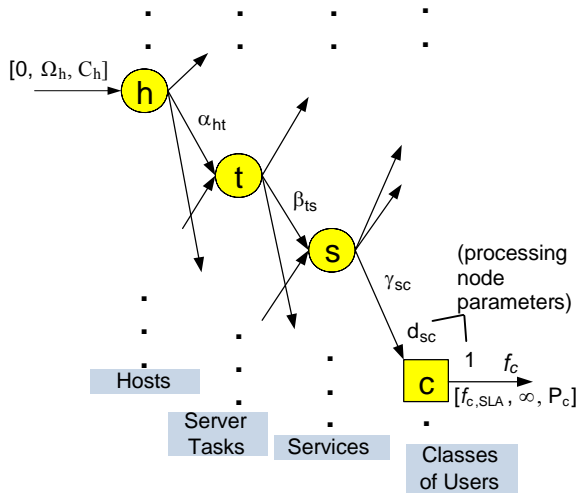 [0, Ωh, Ch]
h
αht
t
βts
s
(processing
node
parameters)
γsc
dsc
1
fc
c
[fc,SLA , ∞, Pc]
Hosts
Server
Tasks
Services
Classes
of Users